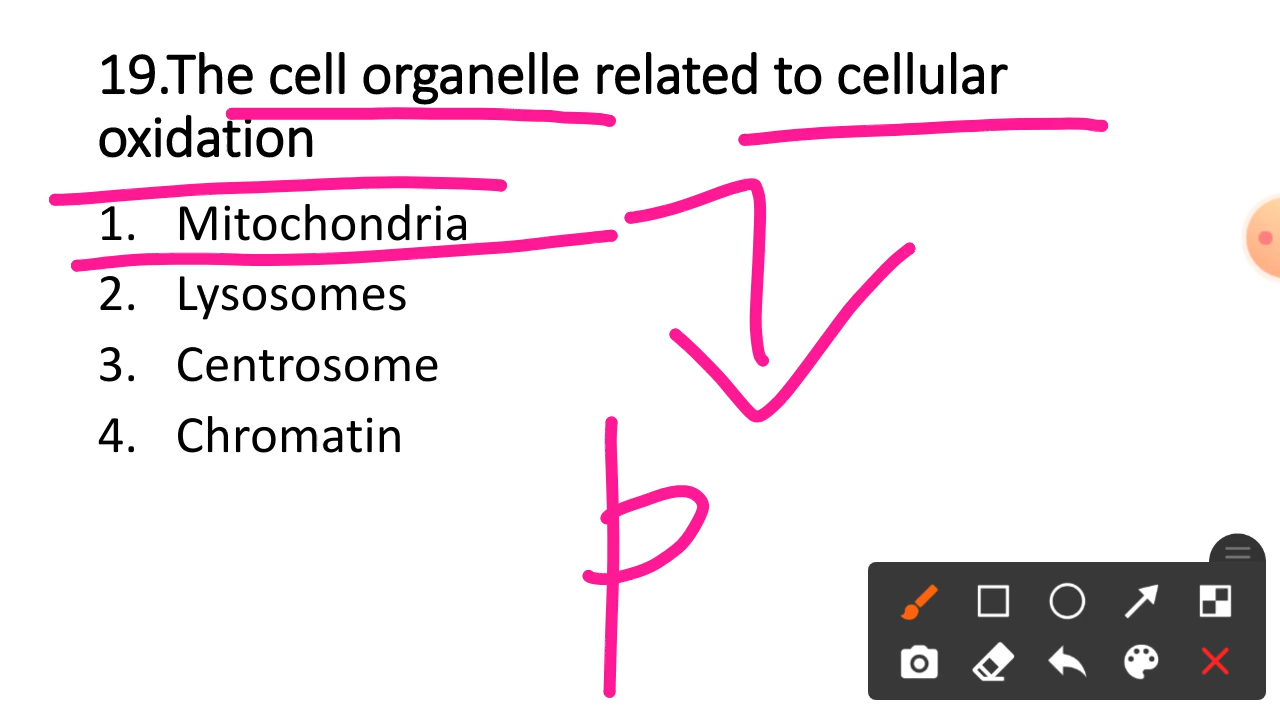 19.The cell organelle related to cellular
oxidation
1. Mitochondria
2. Lysosomes
3. Centrosome
4. Chromatin
p